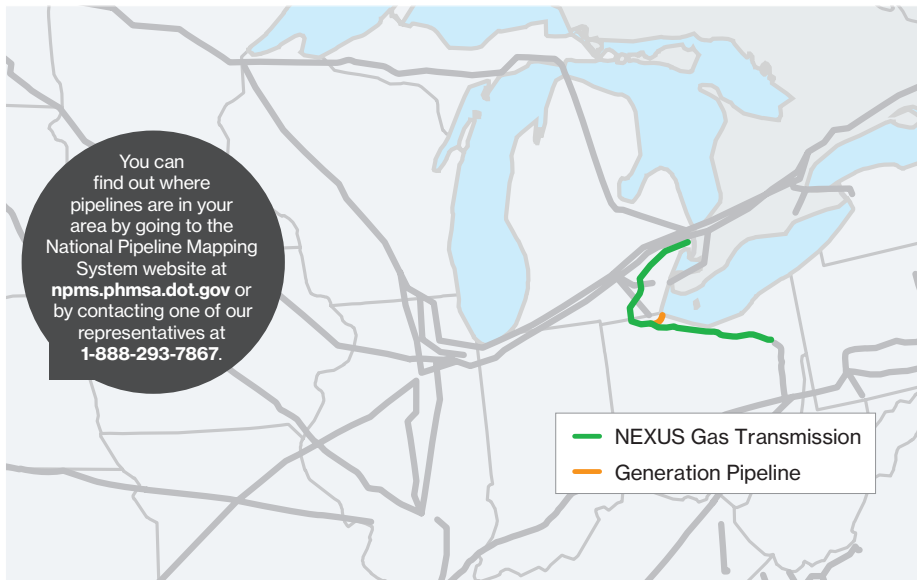 You can
find out where
pipelines are in your
area by going to the
National Pipeline Mapping
System website at
npms.phmsa.dot.gov or
by contacting one of our
representatives at
1-888-293-7867.
NEXUS Gas Transmission
Generation Pipeline